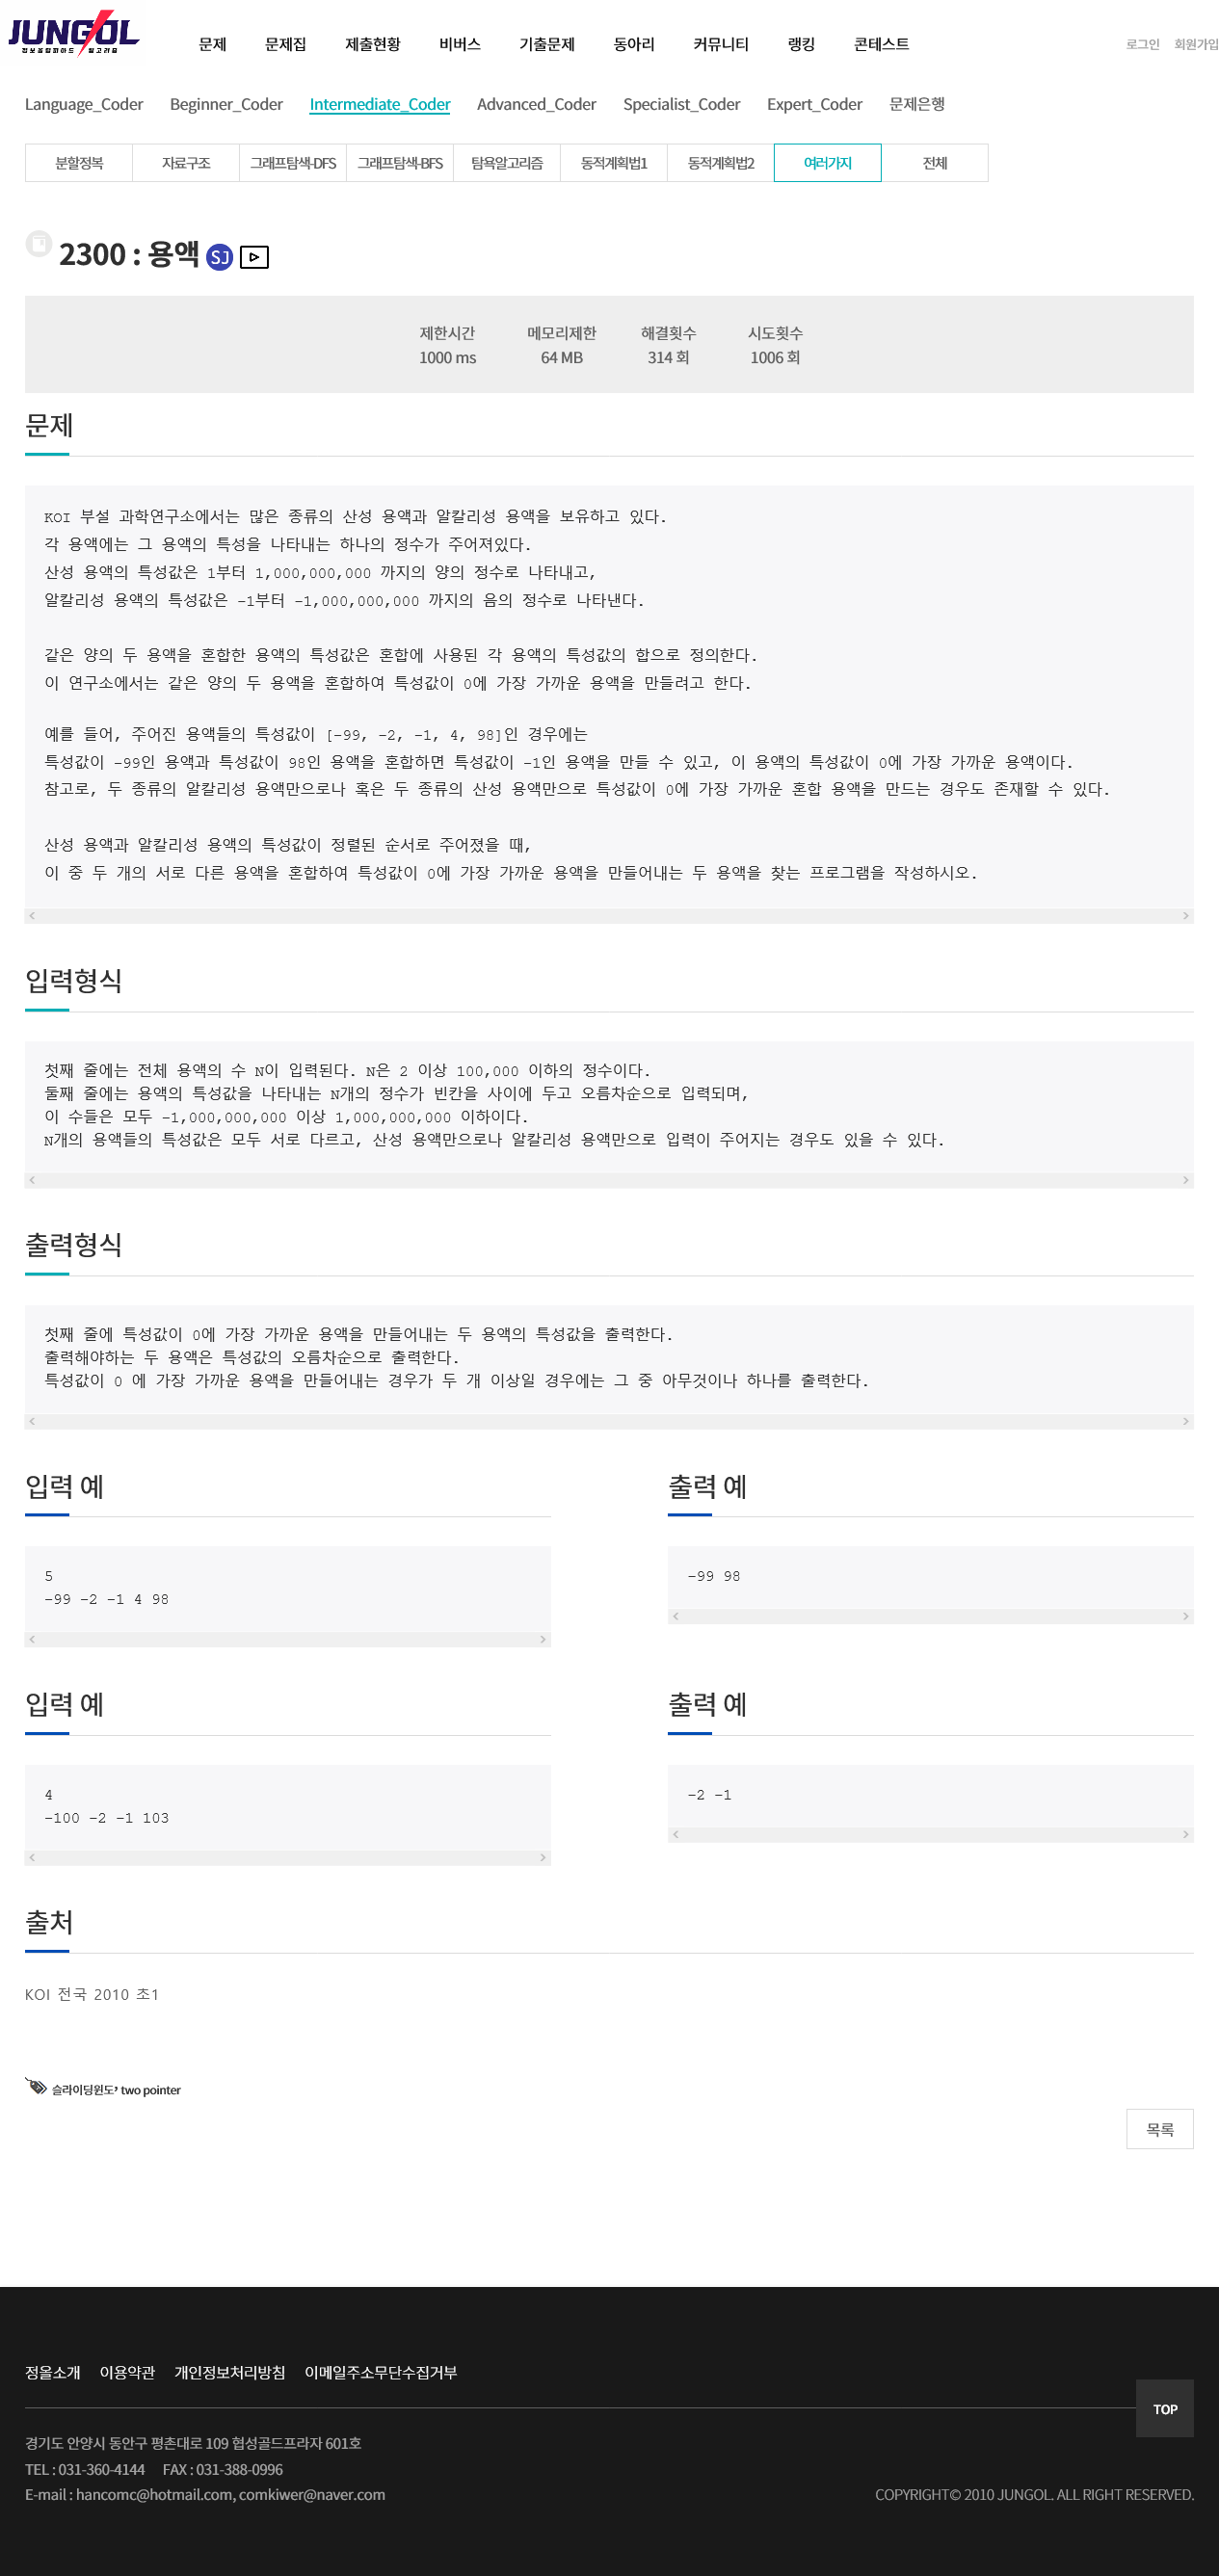 JUNGOL
정보올림피아드 알고리즘
문제 문제집 제출현황 비버스 기출문제 동아리 커뮤니티 랭킹 콘테스트 로그인 회원가입
Language_Coder Beginner_Coder Intermediate_Coder Advanced_Coder Specialist_Coder Expert_Coder 문제은행
분할정복 자료구조 그래프탐색-DFS 그래프탐색-BFS 탐욕알고리즘 동적계획법1 동적계획법2 여러가지 전체
2300 : 용액 SJ
제한시간 메모리제한 해결횟수 시도횟수
1000 ms 64 MB 314 회 1006 회
문제
KOI 부설 과학연구소에서는 많은 종류의 산성 용액과 알칼리성 용액을 보유하고 있다.
각 용액에는 그 용액의 특성을 나타내는 하나의 정수가 주어져있다.
산성 용액의 특성값은 1부터 1,000,000,000 까지의 양의 정수로 나타내고,
알칼리성 용액의 특성값은 -1부터 -1,000,000,000 까지의 음의 정수로 나타낸다.
같은 양의 두 용액을 혼합한 용액의 특성값은 혼합에 사용된 각 용액의 특성값의 합으로 정의한다.
이 연구소에서는 같은 양의 두 용액을 혼합하여 특성값이 0에 가장 가까운 용액을 만들려고 한다.
예를 들어, 주어진 용액들의 특성값이 [-99, -2, -1, 4, 98]인 경우에는
특성값이 -99인 용액과 특성값이 98인 용액을 혼합하면 특성값이 -1인 용액을 만들 수 있고, 이 용액의 특성값이 0에 가장 가까운 용액이다.
참고로, 두 종류의 알칼리성 용액만으로나 혹은 두 종류의 산성 용액만으로 특성값이 0에 가장 가까운 혼합 용액을 만드는 경우도 존재할 수 있다.
산성 용액과 알칼리성 용액의 특성값이 정렬된 순서로 주어졌을 때,
이 중 두 개의 서로 다른 용액을 혼합하여 특성값이 0에 가장 가까운 용액을 만들어내는 두 용액을 찾는 프로그램을 작성하시오.
입력형식
첫째 줄에는 전체 용액의 수 N이 입력된다. N은 2 이상 100,000 이하의 정수이다.
둘째 줄에는 용액의 특성값을 나타내는 N개의 정수가 빈칸을 사이에 두고 오름차순으로 입력되며,
이 수들은 모두 -1,000,000,000 이상 1,000,000,000 이하이다.
N개의 용액들의 특성값은 모두 서로 다르고, 산성 용액만으로나 알칼리성 용액만으로 입력이 주어지는 경우도 있을 수 있다.
출력형식
첫째 줄에 특성값이 0에 가장 가까운 용액을 만들어내는 두 용액의 특성값을 출력한다.
출력해야하는 두 용액은 특성값의 오름차순으로 출력한다.
특성값이 0 에 가장 가까운 용액을 만들어내는 경우가 두 개 이상일 경우에는 그 중 아무것이나 하나를 출력한다.
입력 예
5
-99 -2 -1 4 98
출력 예
-99 98
입력 예
4
-100 -2 -1 103
출력 예
-2 -1
출처
KOI 전국 2010 초1
슬라이딩윈도, two pointer
목록
정올소개 이용약관 개인정보처리방침 이메일주소무단수집거부
TOP
경기도 안양시 동안구 평촌대로 109 협성골드프라자 601호
TEL : 031-360-4144 FAX : 031-388-0996
E-mail : hancomc@hotmail.com, comkiwer@naver.com
COPYRIGHT© 2010 JUNGOL. ALL RIGHT RESERVED.